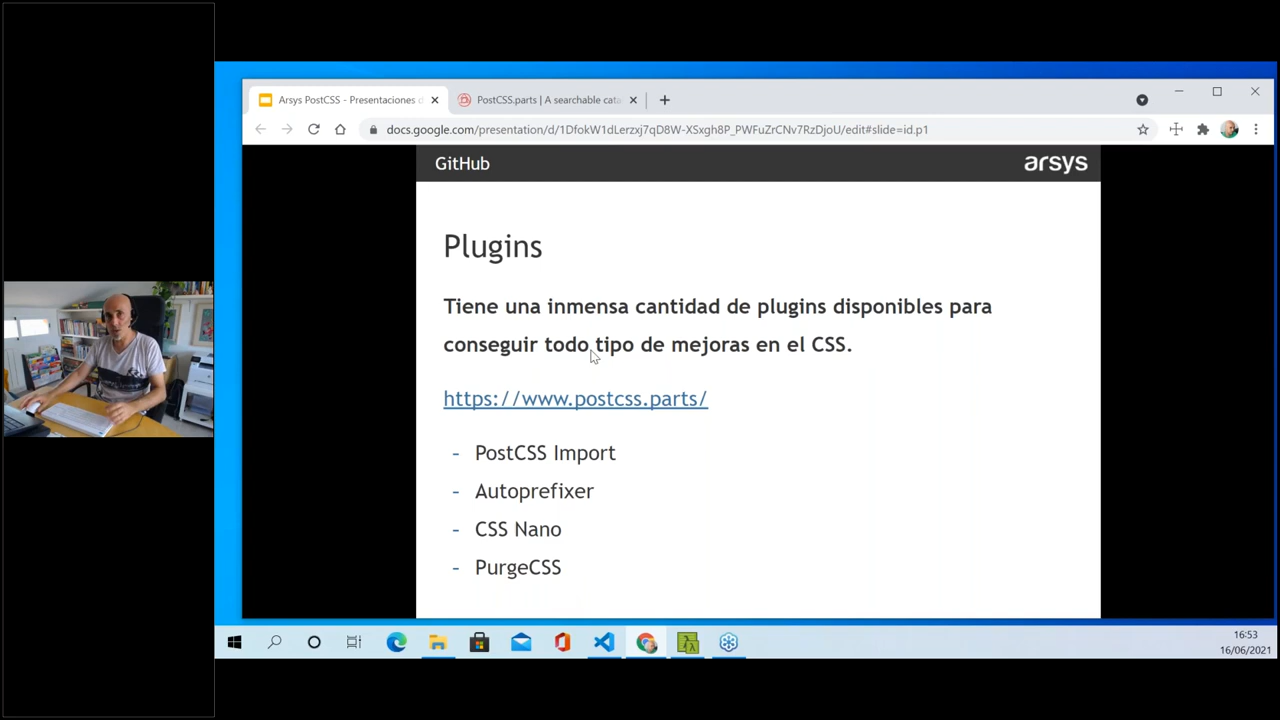 Arsys PostCSS - Presentaciones d
PostCSS.parts | A searchable cata
docs.google.com/presentation/d/1DfokW1dLerzxj7qD8W-XSxgh8P_PWFuZrCNv7RzDjoU/edit#slide=id.p1
GitHub
arsys
Plugins
Tiene una inmensa cantidad de plugins disponibles para
conseguir todo tipo de mejoras en el CSS.
https://www.postcss.parts/
- PostCSS Import
- Autoprefixer
- CSS Nano
- PurgeCSS
16:53
16/06/2021